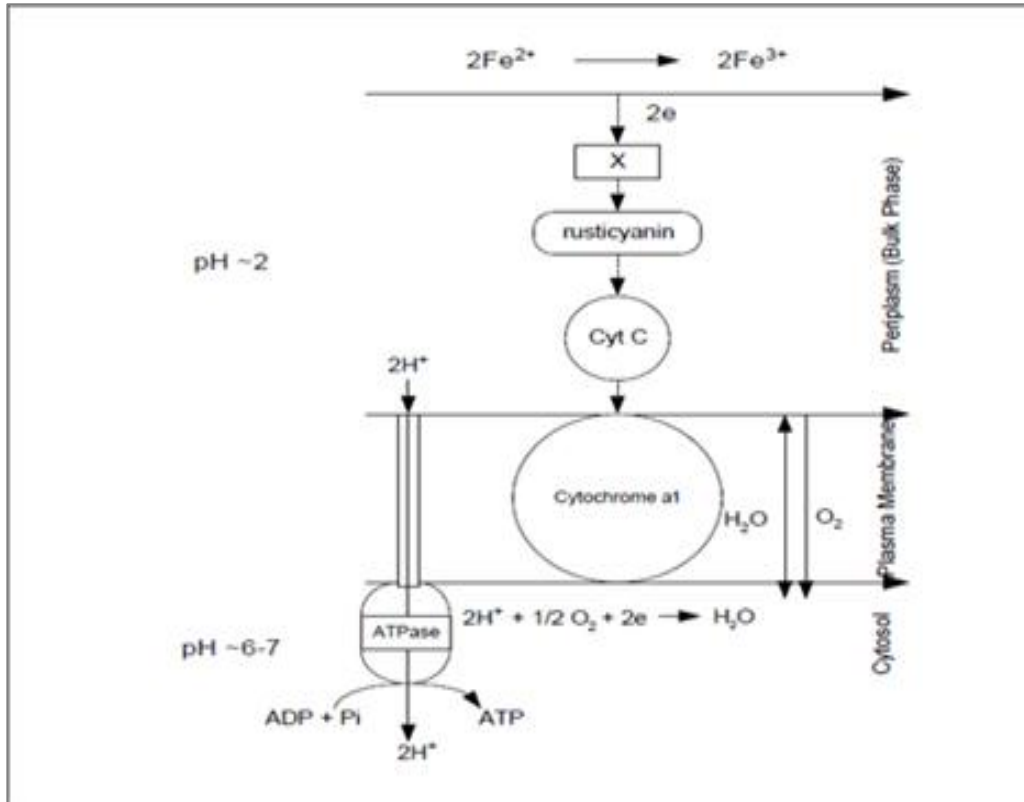 2Fe²⁺ → 2Fe³⁺
2e
X
rusticyanin
pH ~2
Periplasm (Bulk Phase)
Cyt C
2H⁺
Cytochrome a1
H₂O
O₂
Plasma Membrane
2H⁺ + 1/2 O₂ + 2e → H₂O
ATPase
pH ~6-7
Cytosol
ADP + Pi
ATP
2H⁺